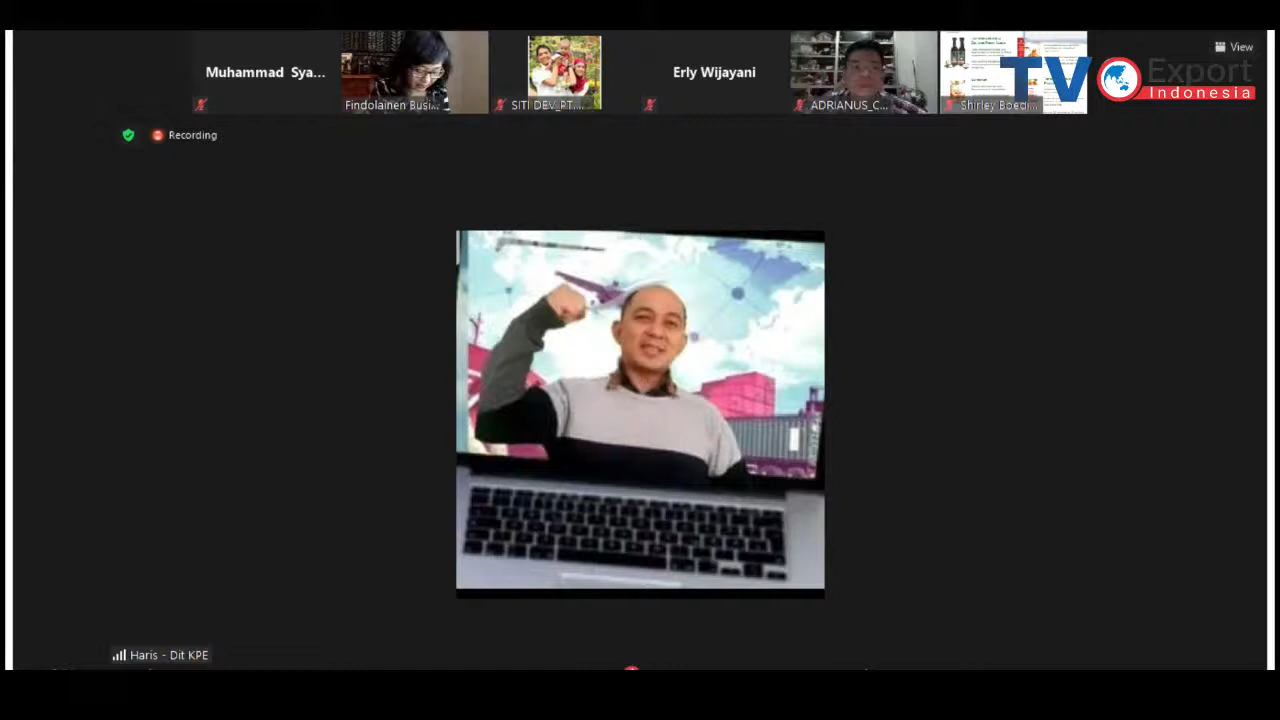 Muhammad Sya...
Findolainen Busi...
SITI DEV_PT....
Erly Wijayani
ADRIANUS_C...
Shirley Boedi...
View
TV Export
Indonesia
Recording
Haris - Dit KPE